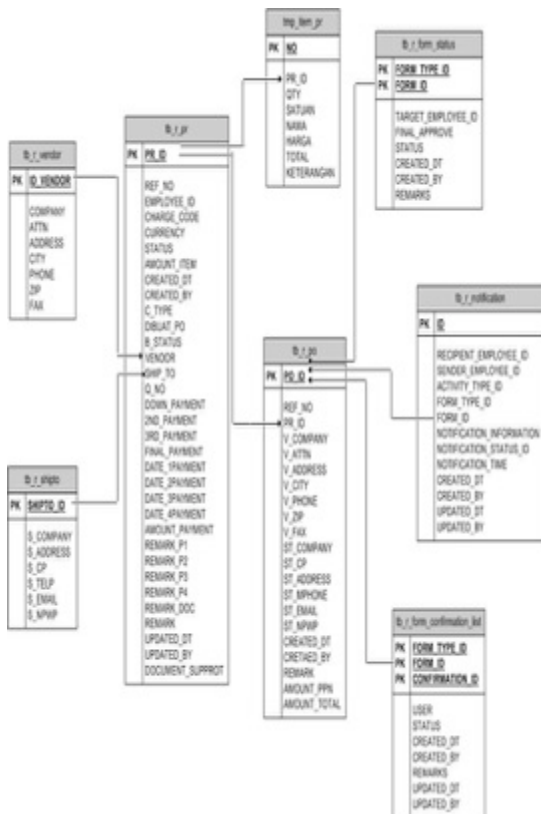 tmp_item_pr
PK NO
PR_ID
QTY
SATUAN
NAMA
HARGA
TOTAL
KETERANGAN
tb_r_form_status
PK FORM_TYPE_ID
PK FORM_ID
TARGET_EMPLOYEE_ID
FINAL_APPROVE
STATUS
CREATED_DT
CREATED_BY
REMARKS
tb_r_vendor
PK ID_VENDOR
COMPANY
ATTN
ADDRESS
CITY
PHONE
ZIP
FAX
tb_r_pr
PK PR_ID
REF_NO
EMPLOYEE_ID
CHARGE_CODE
CURRENCY
STATUS
AMOUNT_ITEM
CREATED_DT
CREATED_BY
C_TYPE
DIBUAT_PO
B_STATUS
VENDOR
SHIP_TO
Q_NO
DOWN_PAYMENT
2ND_PAYMENT
3RD_PAYMENT
FINAL_PAYMENT
DATE_1PAYMENT
DATE_2PAYMENT
DATE_3PAYMENT
DATE_4PAYMENT
AMOUNT_PAYMENT
REMARK_P1
REMARK_P2
REMARK_P3
REMARK_P4
REMARK_DOC
REMARK
UPDATED_DT
UPDATED_BY
DOCUMENT_SUPPROT
tb_r_notification
PK ID
RECIPIENT_EMPLOYEE_ID
SENDER_EMPLOYEE_ID
ACTIVITY_TYPE_ID
FORM_TYPE_ID
FORM_ID
NOTIFICATION_INFORMATION
NOTIFICATION_STATUS_ID
NOTIFICATION_TIME
CREATED_DT
CREATED_BY
UPDATED_DT
UPDATED_BY
tb_r_po
PK PO_ID
REF_NO
PR_ID
V_COMPANY
V_ATTN
V_ADDRESS
V_CITY
V_PHONE
V_ZIP
V_FAX
ST_COMPANY
ST_CP
ST_ADDRESS
ST_MPHONE
ST_EMAIL
ST_NPWP
CREATED_DT
CRETAED_BY
REMARK
AMOUNT_PPN
AMOUNT_TOTAL
tb_r_shipto
PK SHIPTO_ID
S_COMPANY
S_ADDRESS
S_CP
S_TELP
S_EMAIL
S_NPWP
tb_r_form_confirmation_list
PK FORM_TYPE_ID
PK FORM_ID
PK CONFIRMATION_ID
USER
STATUS
CREATED_DT
CREATED_BY
REMARKS
UPDATED_DT
UPDATED_BY